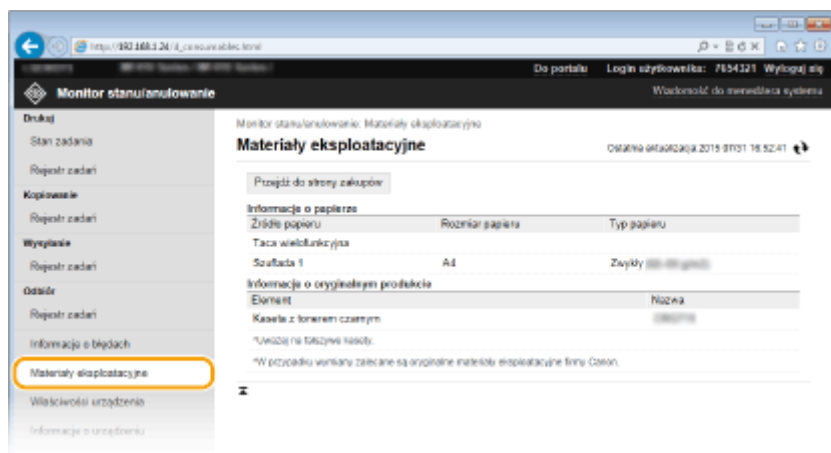 Do portalu Login użytkownika: 7654321 Wyloguj się
Monitor stanu/anulowanie Wiadomość do menedżera systemu
Drukuj
Stan zadania
Rejestr zadań
Kopiowanie
Rejestr zadań
Wysyłanie
Rejestr zadań
Odbiór
Rejestr zadań
Informacje o błędach
Materiały eksploatacyjne
Właściwości urządzenia
Informacje o urządzeniu
Monitor stanu/anulowanie: Materiały eksploatacyjne
Materiały eksploatacyjne
Ostatnia aktualizacja: 2015 07/31 16:52:41
Przejdź do strony zakupów
Informacje o papierze
Źródło papieru Rozmiar papieru Typ papieru
Taca wielofunkcyjna
Szuflada 1 A4 Zwykły
Informacje o oryginalnym produkcie
Element Nazwa
Kaseta z tonerem czarnym
*Uważaj na fałszywe kasety.
*W przypadku wymiany zalecane są oryginalne materiały eksploatacyjne firmy Canon.